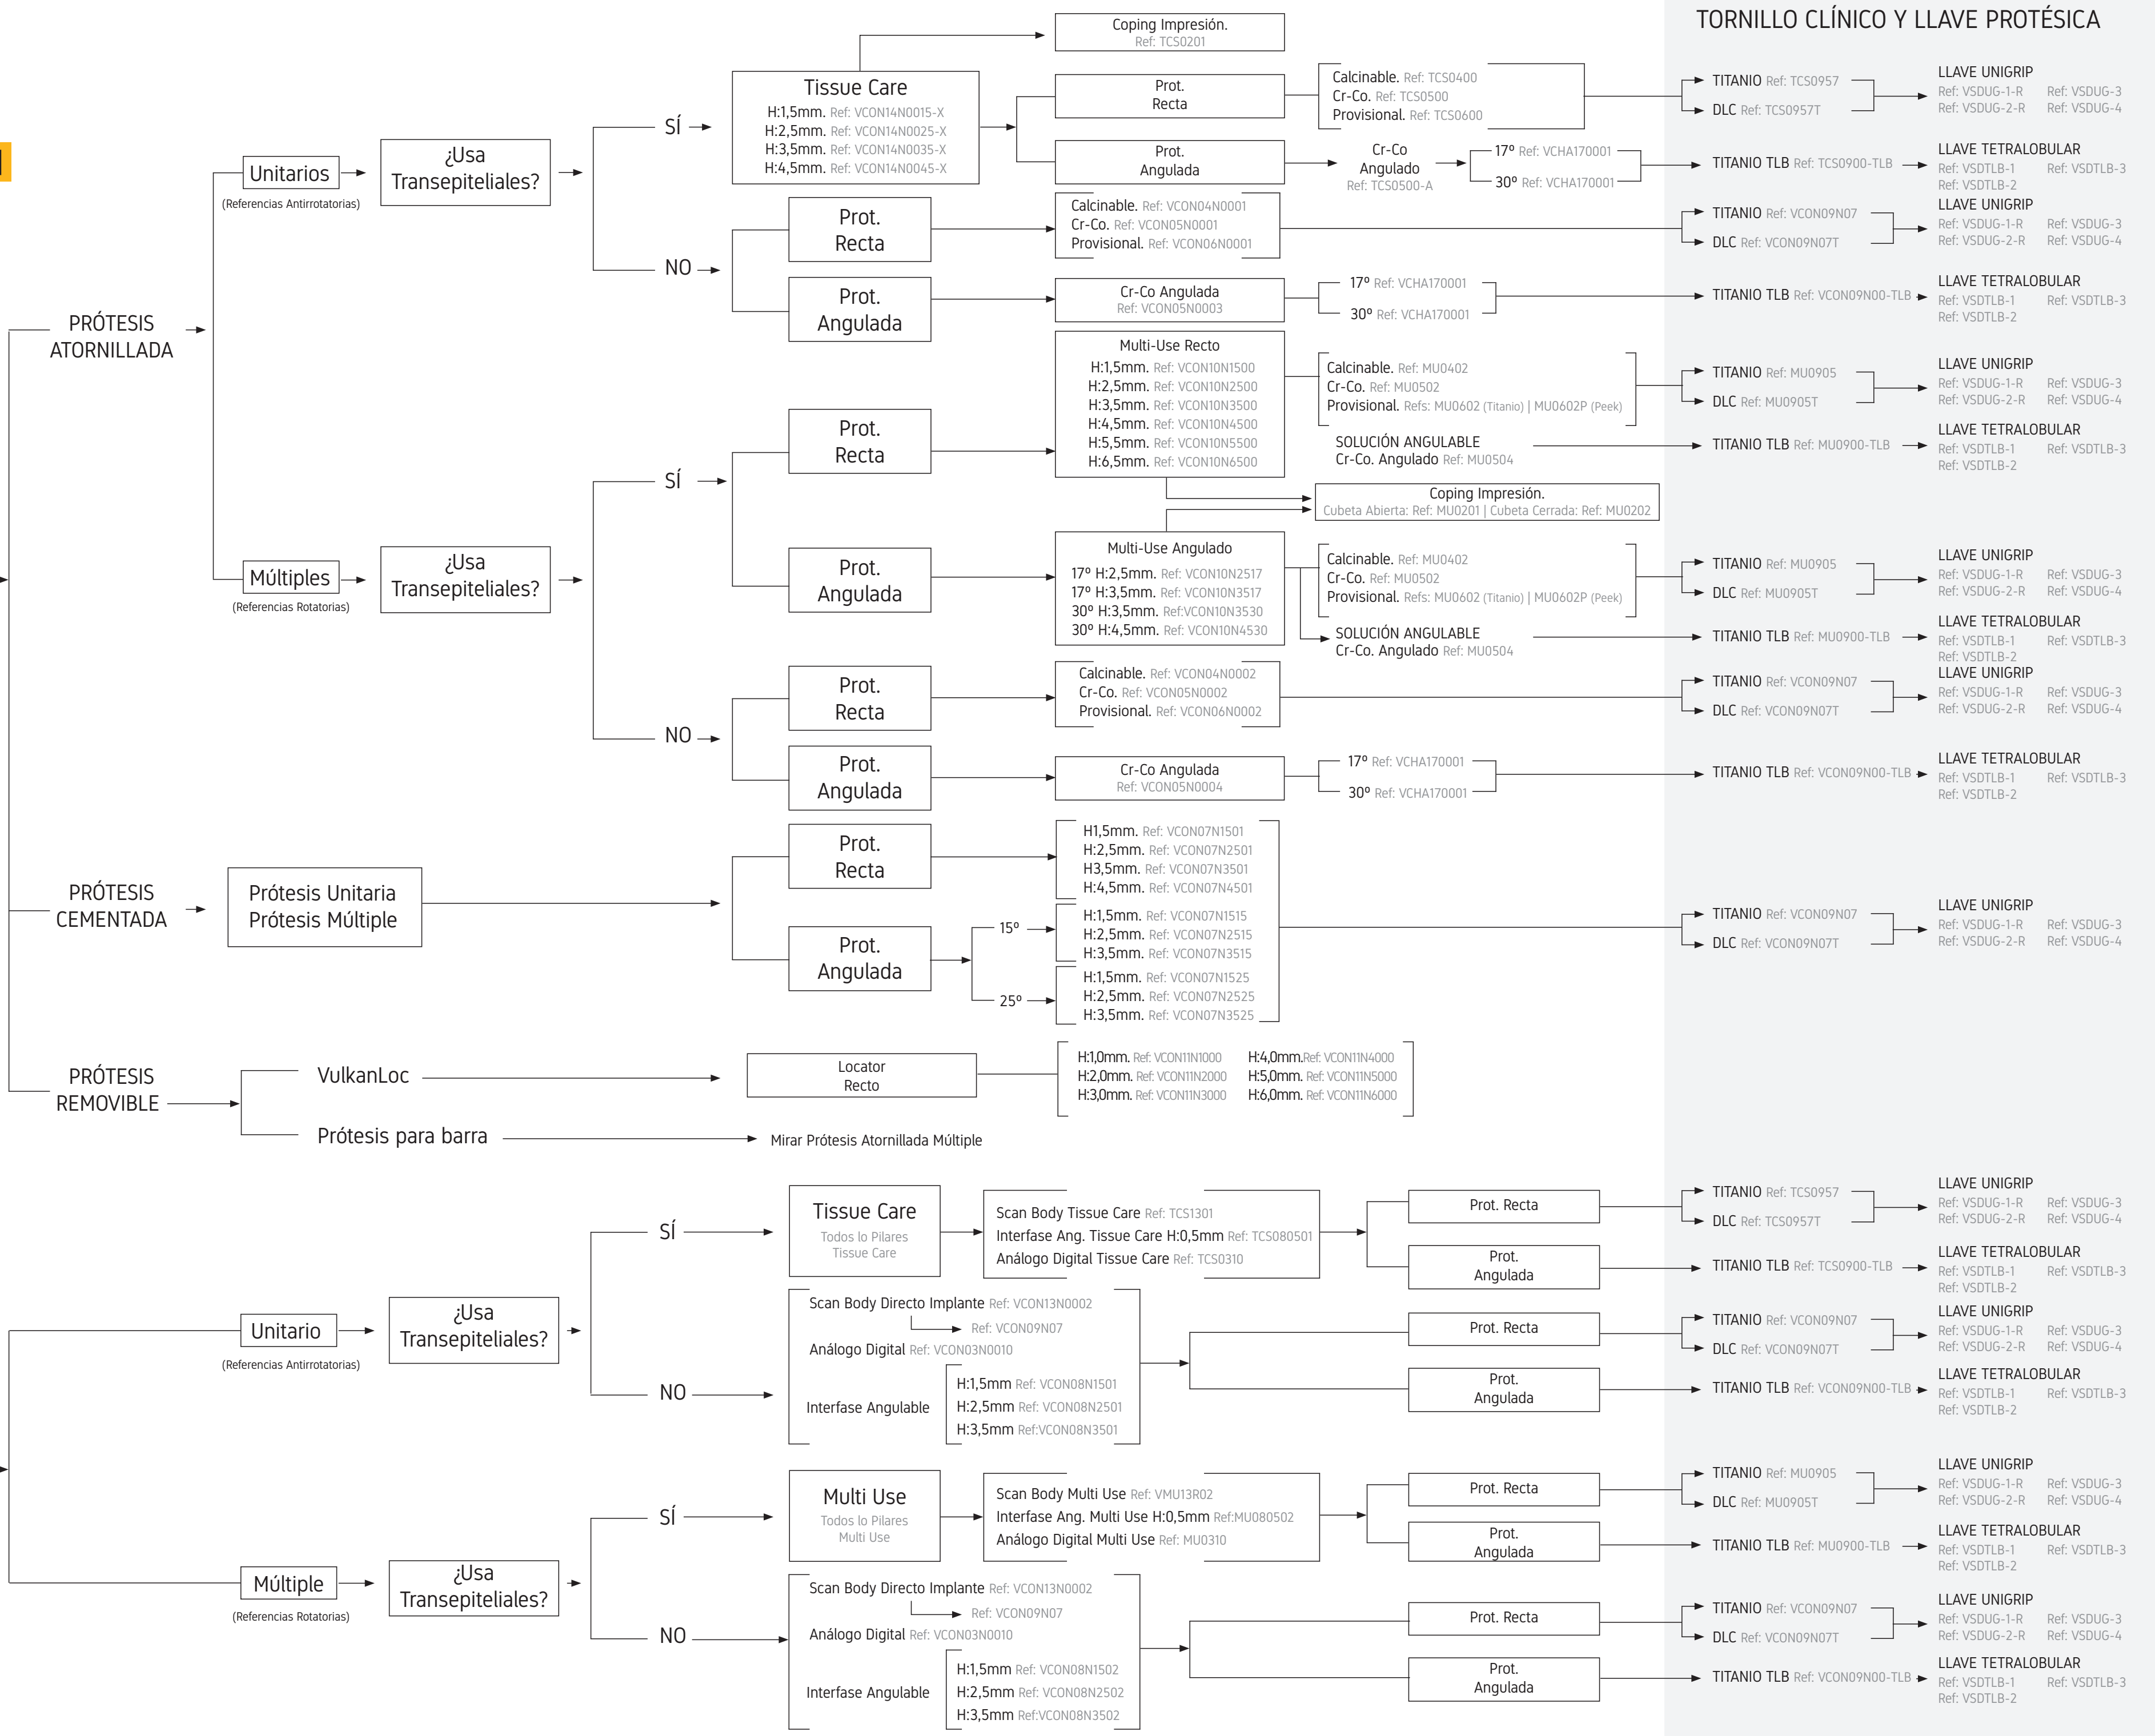 TORNILLO CLÍNICO Y LLAVE PROTÉSICA
PRÓTESIS
ATORNILLADA
Unitarios
(Referencias Antirrotatorias)
¿Usa
Transepiteliales?
SÍ
Tissue Care
H:1,5mm. Ref: VCON14N0015-X
H:2,5mm. Ref: VCON14N0025-X
H:3,5mm. Ref: VCON14N0035-X
H:4,5mm. Ref: VCON14N0045-X
Coping Impresión.
Ref: TCS0201
Prot.
Recta
Calcinable. Ref: TCS0400
Cr-Co. Ref: TCS0500
Provisional. Ref: TCS0600
TITANIO Ref: TCS0957
DLC Ref: TCS0957T
LLAVE UNIGRIP
Ref: VSDUG-1-R Ref: VSDUG-3
Ref: VSDUG-2-R Ref: VSDUG-4
Prot.
Angulada
Cr-Co
Angulado
Ref: TCS0500-A
17º Ref: VCHA170001
30º Ref: VCHA170001
TITANIO TLB Ref: TCS0900-TLB
LLAVE TETRALOBULAR
Ref: VSDTLB-1 Ref: VSDTLB-3
Ref: VSDTLB-2
NO
Prot.
Recta
Calcinable. Ref: VCON04N0001
Cr-Co. Ref: VCON05N0001
Provisional. Ref: VCON06N0001
TITANIO Ref: VCON09N07
DLC Ref: VCON09N07T
LLAVE UNIGRIP
Ref: VSDUG-1-R Ref: VSDUG-3
Ref: VSDUG-2-R Ref: VSDUG-4
Prot.
Angulada
Cr-Co Angulada
Ref: VCON05N0003
17º Ref: VCHA170001
30º Ref: VCHA170001
TITANIO TLB Ref: VCON09N00-TLB
LLAVE TETRALOBULAR
Ref: VSDTLB-1 Ref: VSDTLB-3
Ref: VSDTLB-2
Múltiples
(Referencias Rotatorias)
¿Usa
Transepiteliales?
SÍ
Prot.
Recta
Multi-Use Recto
H:1,5mm. Ref: VCON10N1500
H:2,5mm. Ref: VCON10N2500
H:3,5mm. Ref: VCON10N3500
H:4,5mm. Ref: VCON10N4500
H:5,5mm. Ref: VCON10N5500
H:6,5mm. Ref: VCON10N6500
Calcinable. Ref: MU0402
Cr-Co. Ref: MU0502
Provisional. Refs: MU0602 (Titanio) | MU0602P (Peek)
TITANIO Ref: MU0905
DLC Ref: MU0905T
LLAVE UNIGRIP
Ref: VSDUG-1-R Ref: VSDUG-3
Ref: VSDUG-2-R Ref: VSDUG-4
SOLUCIÓN ANGULABLE
Cr-Co. Angulado Ref: MU0504
TITANIO TLB Ref: MU0900-TLB
LLAVE TETRALOBULAR
Ref: VSDTLB-1 Ref: VSDTLB-3
Ref: VSDTLB-2
Coping Impresión.
Cubeta Abierta: Ref: MU0201 | Cubeta Cerrada: Ref: MU0202
Prot.
Angulada
Multi-Use Angulado
17º H:2,5mm. Ref: VCON10N2517
17º H:3,5mm. Ref: VCON10N3517
30º H:3,5mm. Ref:VCON10N3530
30º H:4,5mm. Ref: VCON10N4530
Calcinable. Ref: MU0402
Cr-Co. Ref: MU0502
Provisional. Refs: MU0602 (Titanio) | MU0602P (Peek)
TITANIO Ref: MU0905
DLC Ref: MU0905T
LLAVE UNIGRIP
Ref: VSDUG-1-R Ref: VSDUG-3
Ref: VSDUG-2-R Ref: VSDUG-4
SOLUCIÓN ANGULABLE
Cr-Co. Angulado Ref: MU0504
TITANIO TLB Ref: MU0900-TLB
LLAVE TETRALOBULAR
Ref: VSDTLB-1 Ref: VSDTLB-3
Ref: VSDTLB-2
NO
Prot.
Recta
Calcinable. Ref: VCON04N0002
Cr-Co. Ref: VCON05N0002
Provisional. Ref: VCON06N0002
TITANIO Ref: VCON09N07
DLC Ref: VCON09N07T
LLAVE UNIGRIP
Ref: VSDUG-1-R Ref: VSDUG-3
Ref: VSDUG-2-R Ref: VSDUG-4
Prot.
Angulada
Cr-Co Angulada
Ref: VCON05N0004
17º Ref: VCHA170001
30º Ref: VCHA170001
TITANIO TLB Ref: VCON09N00-TLB
LLAVE TETRALOBULAR
Ref: VSDTLB-1 Ref: VSDTLB-3
Ref: VSDTLB-2
PRÓTESIS
CEMENTADA
Prótesis Unitaria
Prótesis Múltiple
Prot.
Recta
H1,5mm. Ref: VCON07N1501
H:2,5mm. Ref: VCON07N2501
H3,5mm. Ref: VCON07N3501
H:4,5mm. Ref: VCON07N4501
Prot.
Angulada
15º
H:1,5mm. Ref: VCON07N1515
H:2,5mm. Ref: VCON07N2515
H:3,5mm. Ref: VCON07N3515
25º
H:1,5mm. Ref: VCON07N1525
H:2,5mm. Ref: VCON07N2525
H:3,5mm. Ref: VCON07N3525
TITANIO Ref: VCON09N07
DLC Ref: VCON09N07T
LLAVE UNIGRIP
Ref: VSDUG-1-R Ref: VSDUG-3
Ref: VSDUG-2-R Ref: VSDUG-4
PRÓTESIS
REMOVIBLE
VulkanLoc
Locator
Recto
H:1,0mm. Ref: VCON11N1000 H:4,0mm.Ref: VCON11N4000
H:2,0mm. Ref: VCON11N2000 H:5,0mm. Ref: VCON11N5000
H:3,0mm. Ref: VCON11N3000 H:6,0mm. Ref: VCON11N6000
Prótesis para barra
Mirar Prótesis Atornillada Múltiple
Unitario
(Referencias Antirrotatorias)
¿Usa
Transepiteliales?
SÍ
Tissue Care
Todos lo Pilares
Tissue Care
Scan Body Tissue Care Ref: TCS1301
Interfase Ang. Tissue Care H:0,5mm Ref: TCS080501
Análogo Digital Tissue Care Ref: TCS0310
Prot. Recta
TITANIO Ref: TCS0957
DLC Ref: TCS0957T
LLAVE UNIGRIP
Ref: VSDUG-1-R Ref: VSDUG-3
Ref: VSDUG-2-R Ref: VSDUG-4
Prot.
Angulada
TITANIO TLB Ref: TCS0900-TLB
LLAVE TETRALOBULAR
Ref: VSDTLB-1 Ref: VSDTLB-3
Ref: VSDTLB-2
NO
Scan Body Directo Implante Ref: VCON13N0002
Ref: VCON09N07
Análogo Digital Ref: VCON03N0010
Interfase Angulable
H:1,5mm Ref: VCON08N1501
H:2,5mm Ref: VCON08N2501
H:3,5mm Ref:VCON08N3501
Prot. Recta
TITANIO Ref: VCON09N07
DLC Ref: VCON09N07T
LLAVE UNIGRIP
Ref: VSDUG-1-R Ref: VSDUG-3
Ref: VSDUG-2-R Ref: VSDUG-4
Prot.
Angulada
TITANIO TLB Ref: VCON09N00-TLB
LLAVE TETRALOBULAR
Ref: VSDTLB-1 Ref: VSDTLB-3
Ref: VSDTLB-2
Múltiple
(Referencias Rotatorias)
¿Usa
Transepiteliales?
SÍ
Multi Use
Todos lo Pilares
Multi Use
Scan Body Multi Use Ref: VMU13R02
Interfase Ang. Multi Use H:0,5mm Ref:MU080502
Análogo Digital Multi Use Ref: MU0310
Prot. Recta
TITANIO Ref: MU0905
DLC Ref: MU0905T
LLAVE UNIGRIP
Ref: VSDUG-1-R Ref: VSDUG-3
Ref: VSDUG-2-R Ref: VSDUG-4
Prot.
Angulada
TITANIO TLB Ref: MU0900-TLB
LLAVE TETRALOBULAR
Ref: VSDTLB-1 Ref: VSDTLB-3
Ref: VSDTLB-2
NO
Scan Body Directo Implante Ref: VCON13N0002
Ref: VCON09N07
Análogo Digital Ref: VCON03N0010
Interfase Angulable
H:1,5mm Ref: VCON08N1502
H:2,5mm Ref: VCON08N2502
H:3,5mm Ref:VCON08N3502
Prot. Recta
TITANIO Ref: VCON09N07
DLC Ref: VCON09N07T
LLAVE UNIGRIP
Ref: VSDUG-1-R Ref: VSDUG-3
Ref: VSDUG-2-R Ref: VSDUG-4
Prot.
Angulada
TITANIO TLB Ref: VCON09N00-TLB
LLAVE TETRALOBULAR
Ref: VSDTLB-1 Ref: VSDTLB-3
Ref: VSDTLB-2